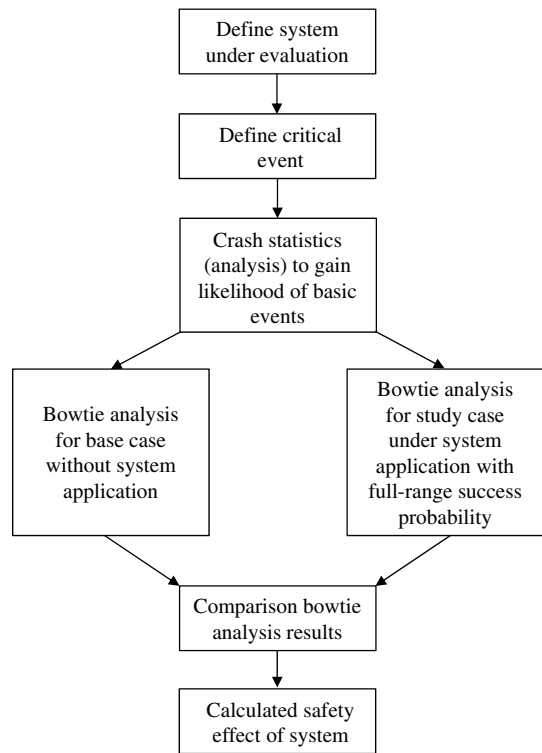 Define system
under evaluation
Define critical
event
Crash statistics
(analysis) to gain
likelihood of basic
events
Bowtie analysis
for base case
without system
application
Bowtie analysis
for study case
under system
application with
full-range success
probability
Comparison bowtie
analysis results
Calculated safety
effect of system